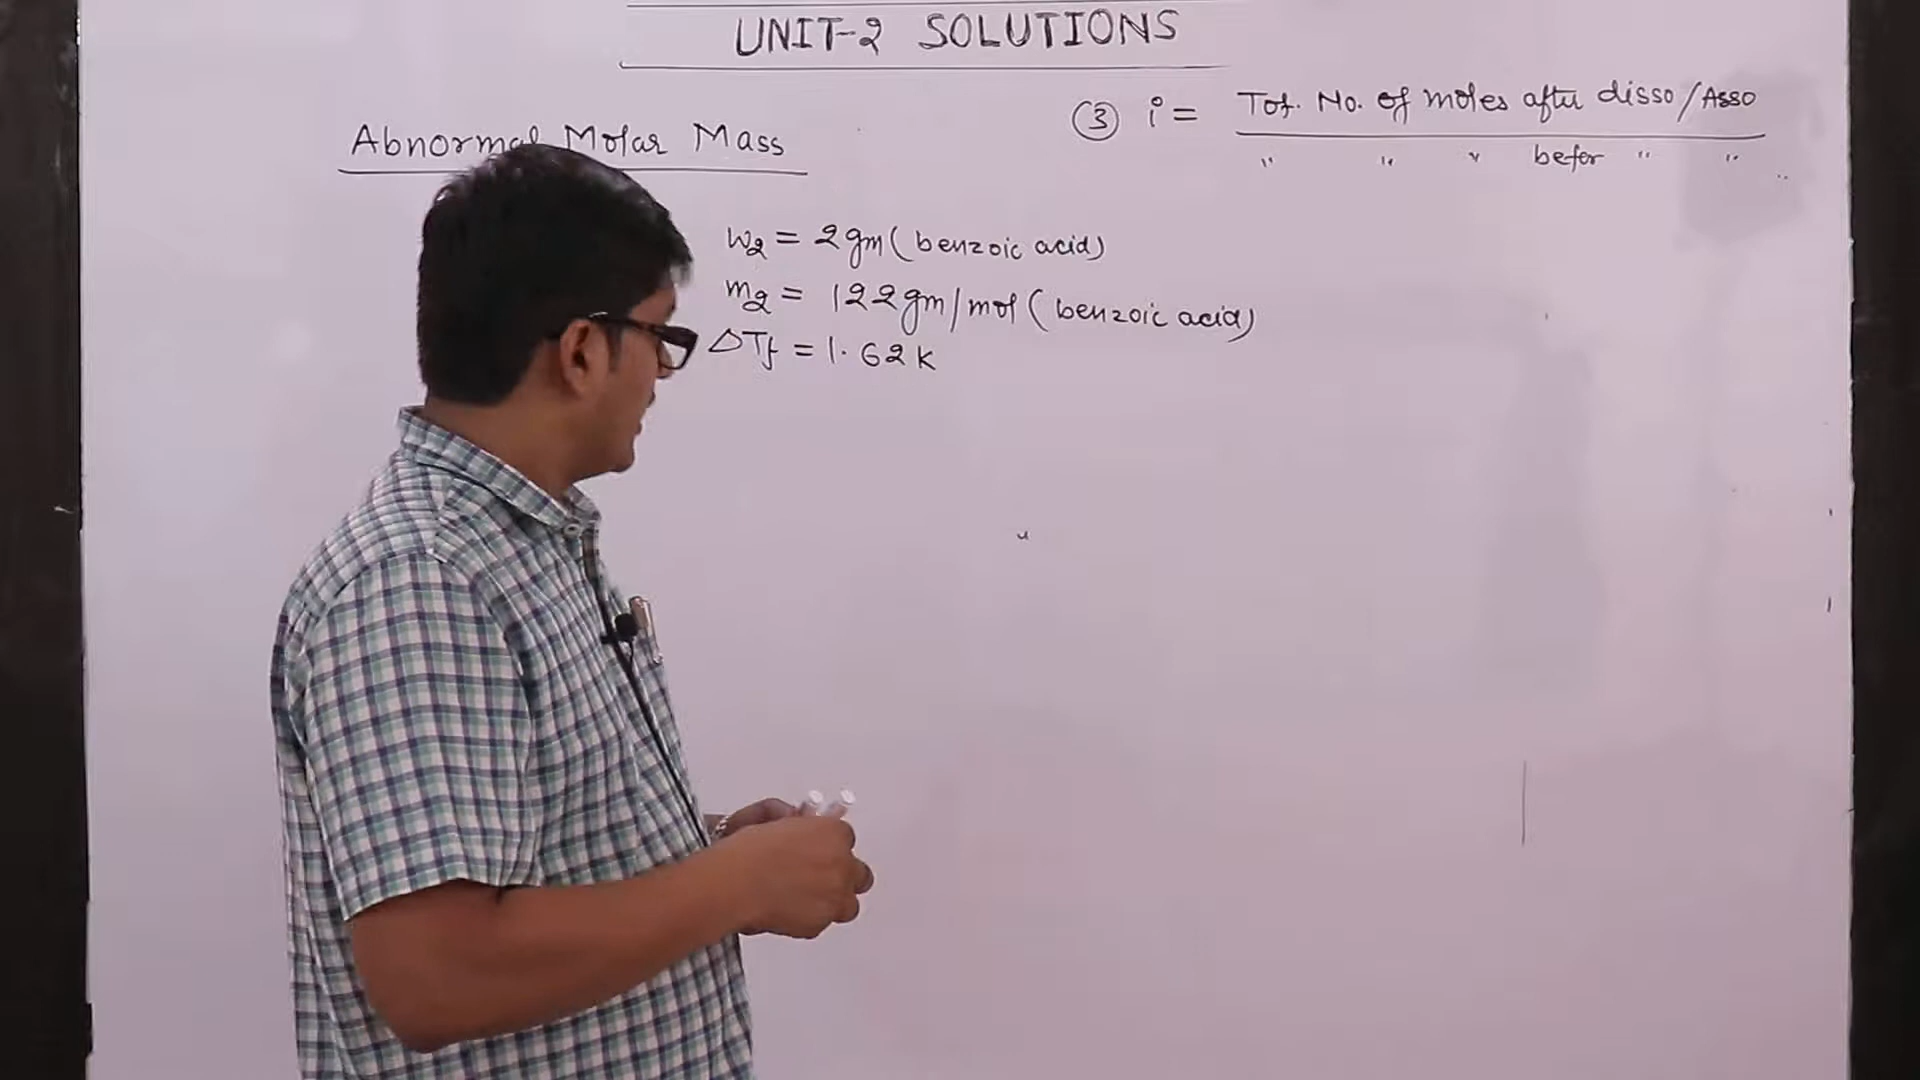 UNIT-2 SOLUTIONS
Abnormal Molar Mass
③ i = Tot. No. of moles after disso/Asso
" " " befor " "
w2 = 2gm (benzoic acid)
m2 = 122gm/mol (benzoic acid)
ΔTf = 1.62K